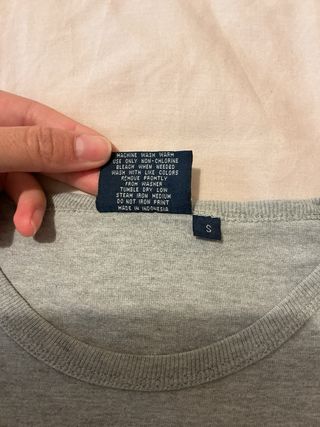 MACHINE WASH WARM
USE ONLY NON-CHLORINE
BLEACH WHEN NEEDED
WASH WITH LIKE COLORS
REMOVE PROMTLY
FROM WASHER
TUMBLE DRY LOW
STEAM IRON MEDIUM
DO NOT IRON PRINT
MADE IN INDONESIA
S